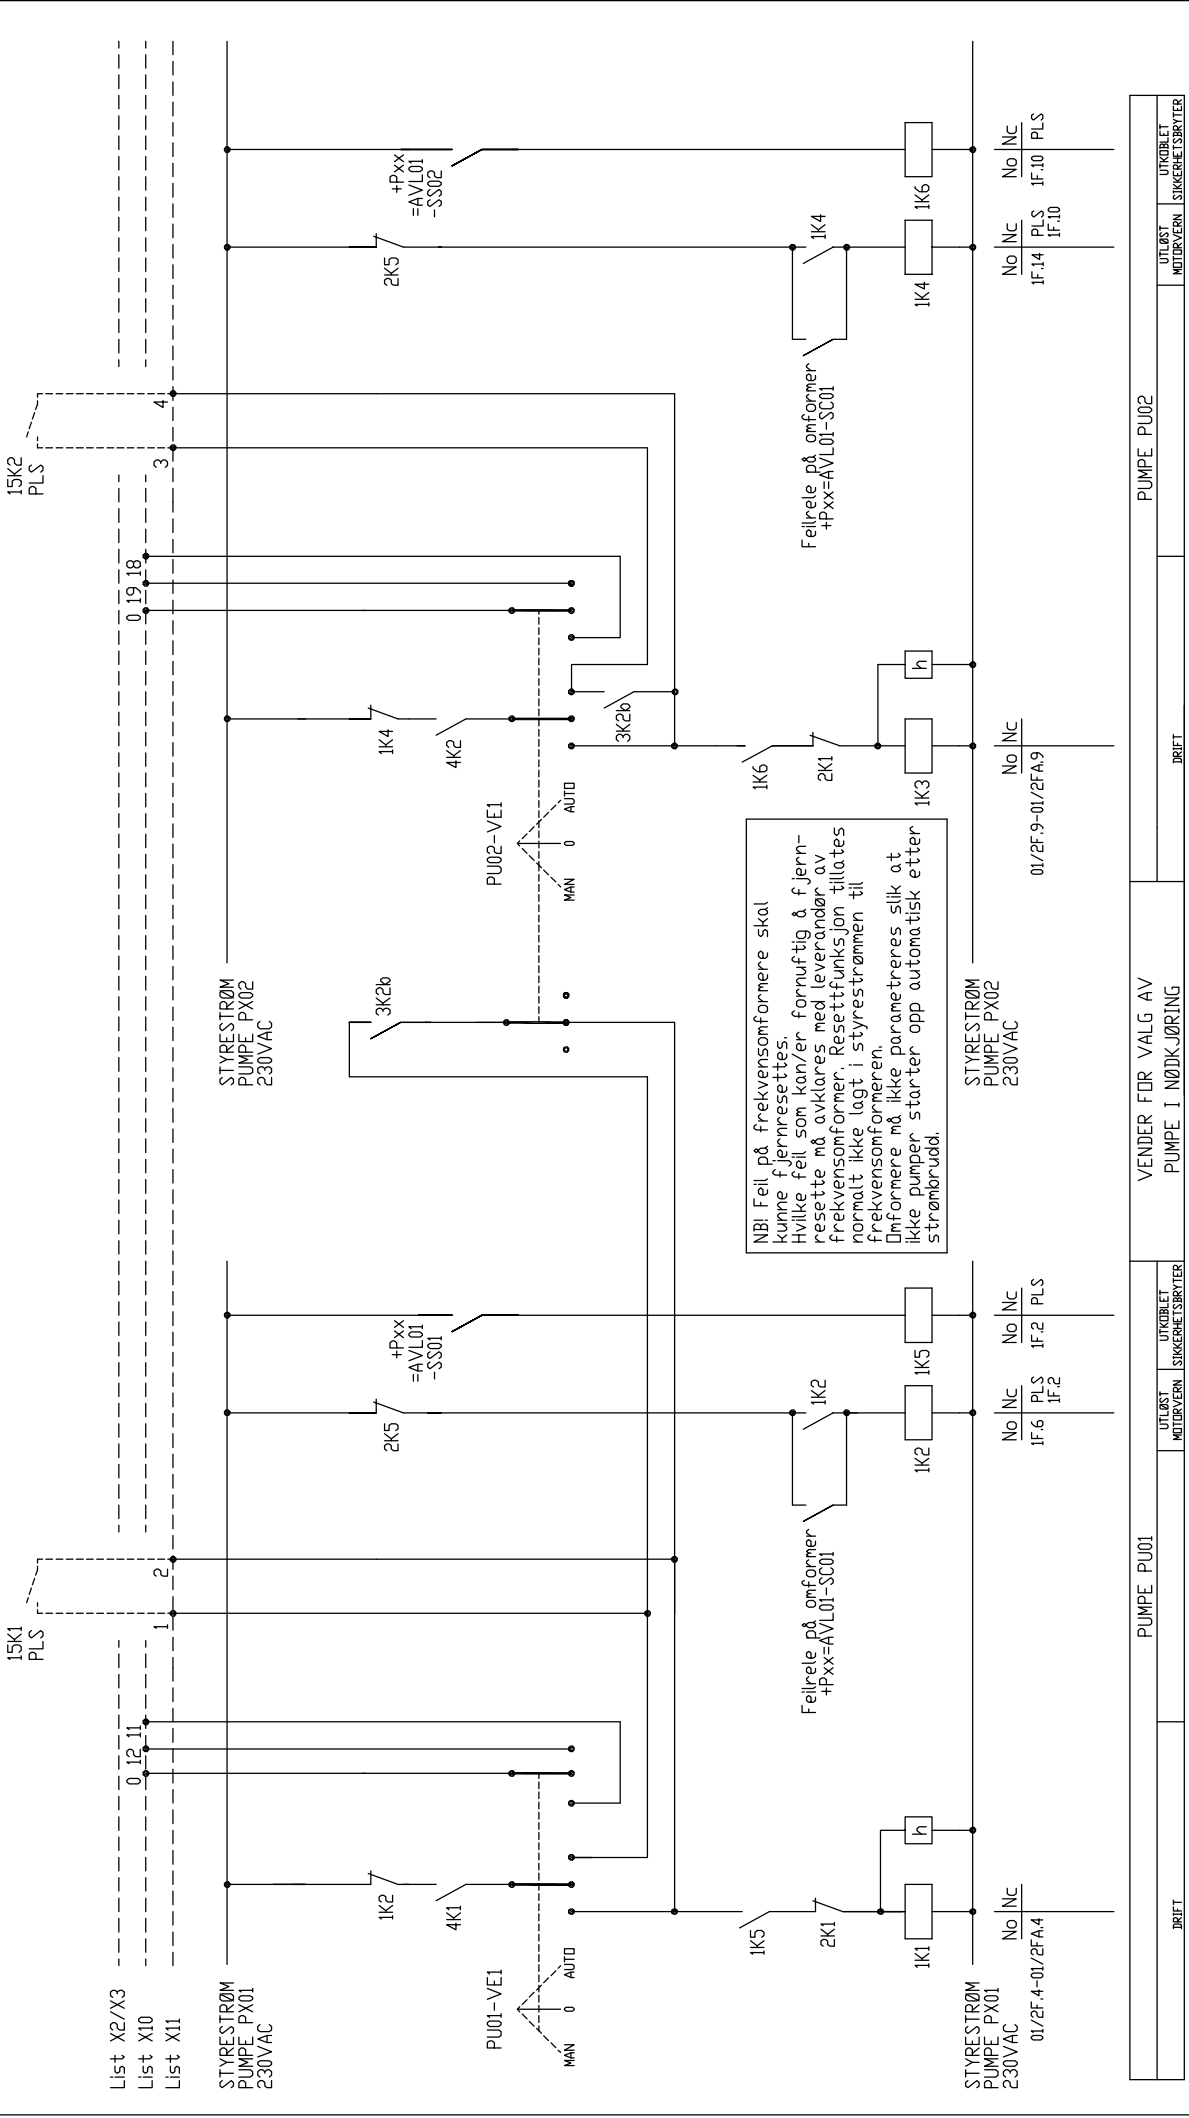 15K1
PLS
15K2
PLS
List X2/X3
List X10
List X11
0 12 11
1
2
0 19 18
3
4
STYRESTRØM
PUMPE PX01
230VAC
STYRESTRØM
PUMPE PX02
230VAC
1K2
4K1
2K5
+Pxx
=AVL01
-SS01
3K2b
1K4
4K2
2K5
+Pxx
=AVL01
-SS02
PU01-VE1
MAN
0
AUTO
PU02-VE1
MAN
0
AUTO
3K2b
1K5
2K1
1K1
h
Feilrele på omformer
+Pxx=AVL01-SC01
1K2
1K2
1K5
NB! Feil på frekvensomformere skal
kunne fjernresettes.
Hvilke feil som kan/er fornuftig å fjern-
resette må avklares med leverandør av
frekvensomformer. Resettfunksjon tillates
normalt ikke lagt i styrestrømmen til
frekvensomformeren.
Omformere må ikke parametreres slik at
ikke pumper starter opp automatisk etter
strømbrudd.
1K6
2K1
1K3
h
Feilrele på omformer
+Pxx=AVL01-SC01
1K4
1K4
1K6
STYRESTRØM
PUMPE PX01
230VAC
STYRESTRØM
PUMPE PX02
230VAC
No Nc
01/2F.4-01/2FA.4
No Nc
1F.6 PLS
1F.2
No Nc
1F.2 PLS
No Nc
01/2F.9-01/2FA.9
No Nc
1F.14 PLS
1F.10
No Nc
1F.10 PLS
PUMPE PU01
VENDER FOR VALG AV
PUMPE I NØDKJØRING
PUMPE PU02
DRIFT
UTLØST
MOTORVERN
UTKOBLET
SIKKERHETSBRYTER
DRIFT
UTLØST
MOTORVERN
UTKOBLET
SIKKERHETSBRYTER